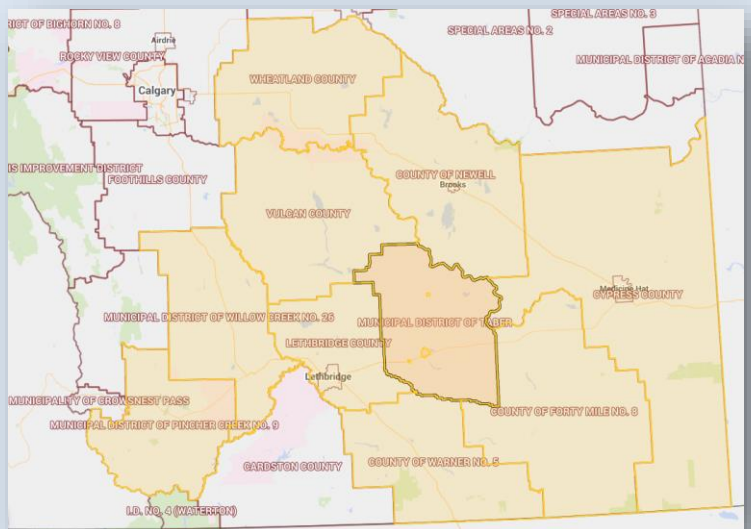 SPECIAL AREAS NO. 3
RICT OF BIGHORN NO. 8
SPECIAL AREAS NO. 2
Airdrie
ROCKY VIEW COUNTY
MUNICIPAL DISTRICT OF ACADIA N
WHEATLAND COUNTY
Calgary
IS IMPROVEMENT DISTRICT
FOOTHILLS COUNTY
COUNTY OF NEWELL
Brooks
VULCAN COUNTY
Medicine Hat
CYPRESS COUNTY
MUNICIPAL DISTRICT OF WILLOW CREEK NO. 26
MUNICIPAL DISTRICT OF TABER
LETHBRIDGE COUNTY
Lethbridge
MUNICIPALITY OF CROWSNEST PASS
COUNTY OF FORTY MILE NO. 8
MUNICIPAL DISTRICT OF PINCHER CREEK NO. 9
CARDSTON COUNTY
COUNTY OF WARNER NO. 5
I.D. NO. 4 (WATERTON)